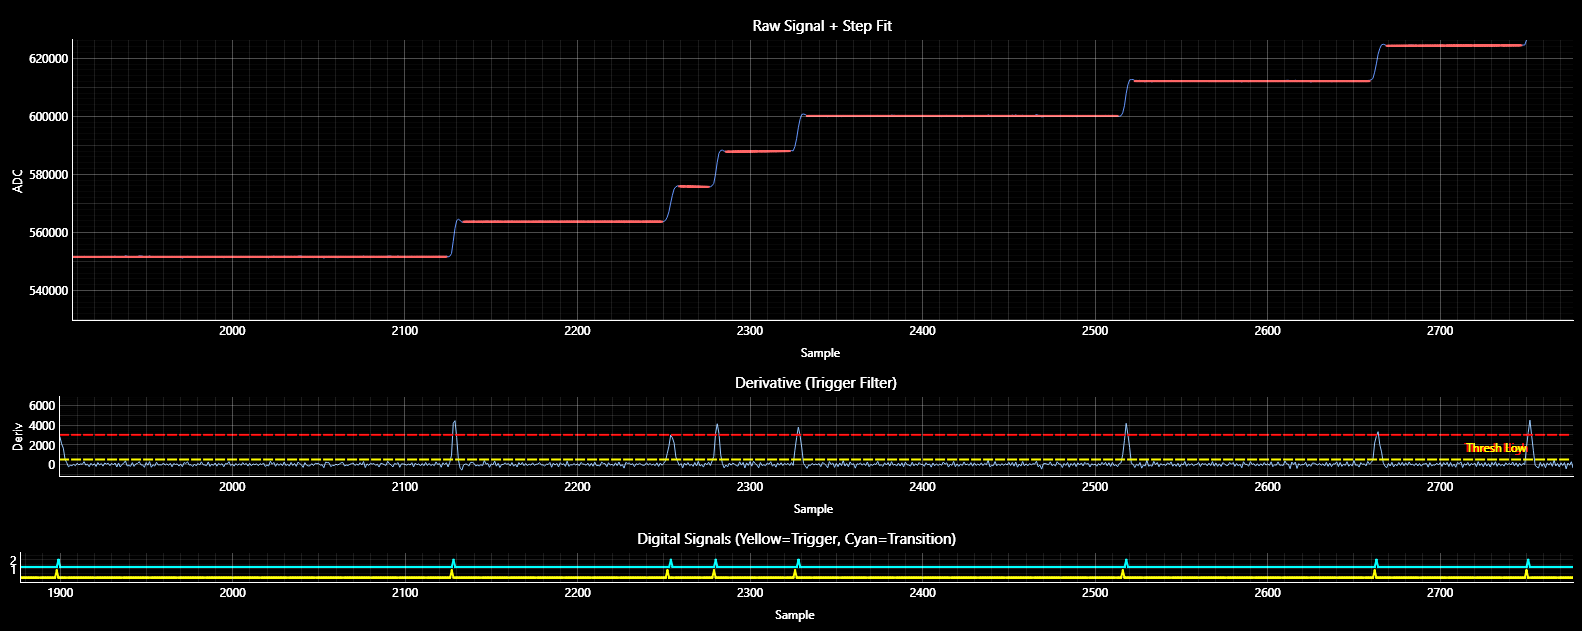 Raw Signal + Step Fit
620000
600000
580000
560000
540000
ADC
2000 2100 2200 2300 2400 2500 2600 2700
Sample
Derivative (Trigger Filter)
6000
4000
2000
0
Deriv
Thresh Low
2000 2100 2200 2300 2400 2500 2600 2700
Sample
Digital Signals (Yellow=Trigger, Cyan=Transition)
2
1
1900 2000 2100 2200 2300 2400 2500 2600 2700
Sample